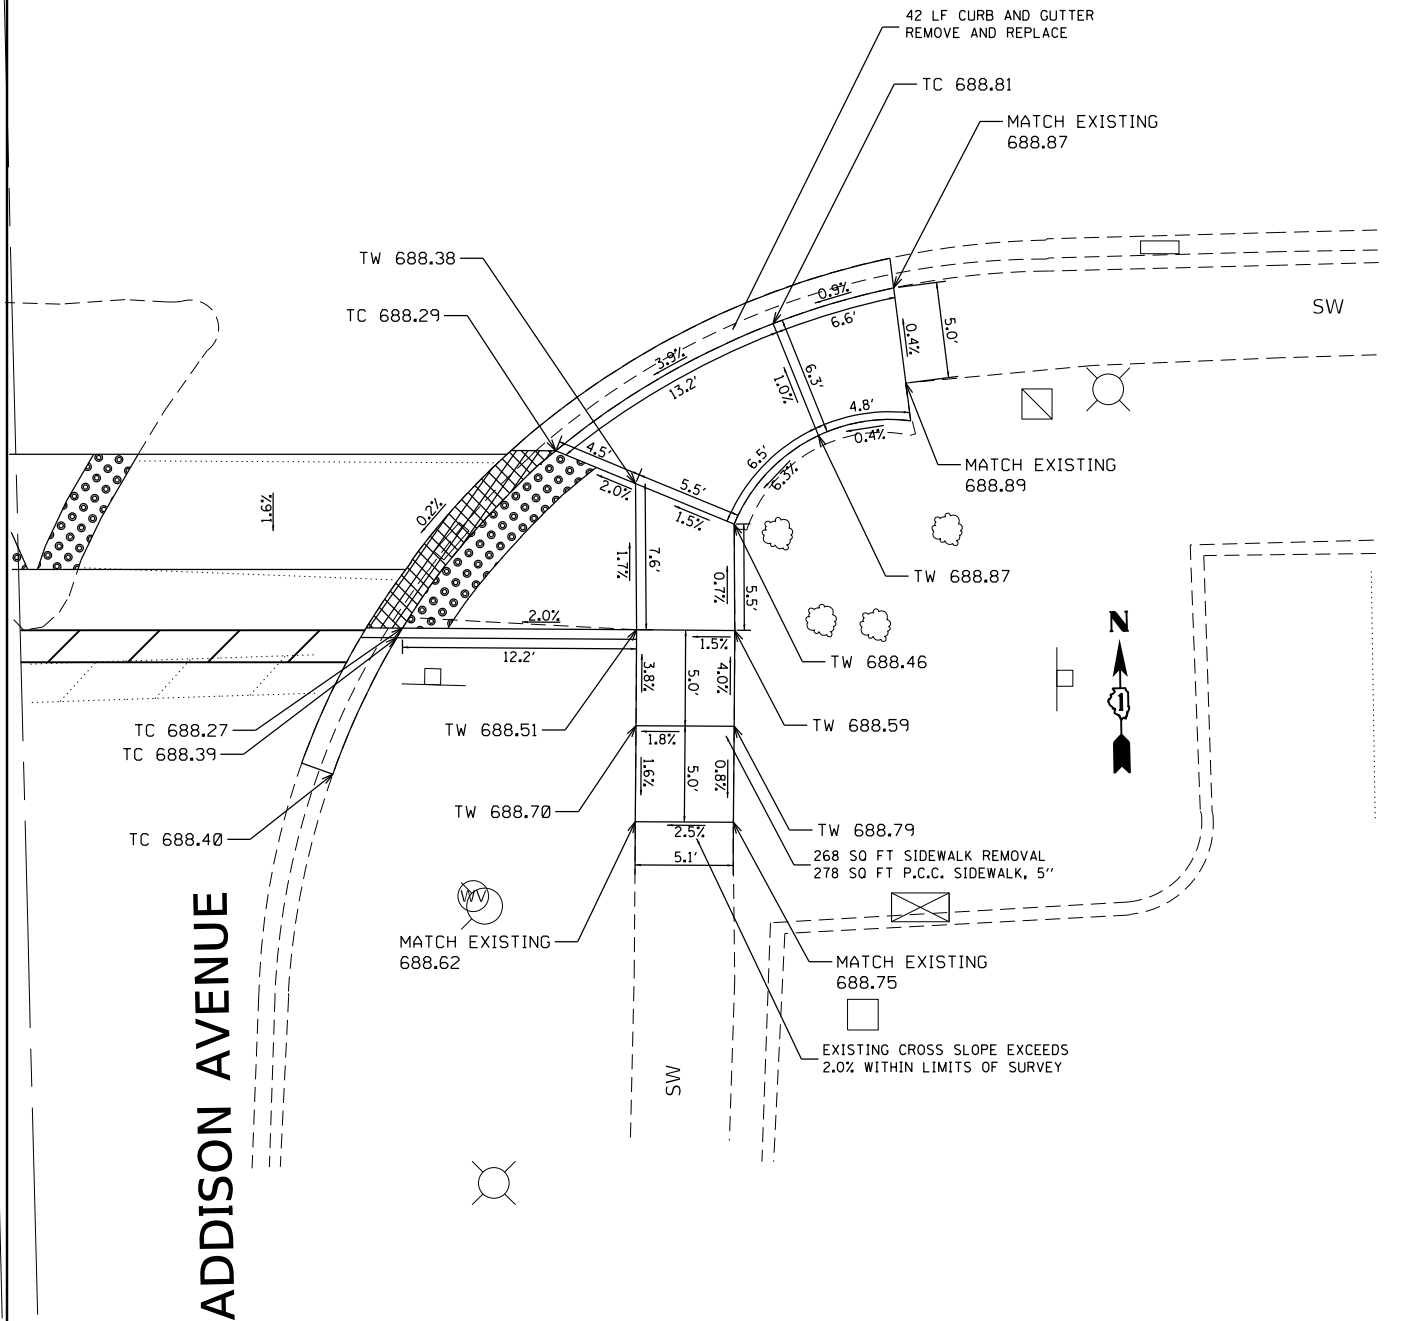 42 LF CURB AND GUTTER
REMOVE AND REPLACE
TC 688.81
MATCH EXISTING
688.87
TW 688.38
TC 688.29
0.9%
6.6'
0.4%
5.0'
SW
3.9%
13.2'
6.3'
1.0%
4.8'
0.4%
6.5'
6.3%
MATCH EXISTING
688.89
4.5'
2.0%
5.5'
1.5%
1.6%
0.2%
1.7%
7.6'
0.7%
5.5'
TW 688.87
2.0%
12.2'
1.5%
TW 688.46
N
1
3.8%
5.0'
4.0%
TC 688.27
TC 688.39
TW 688.51
TW 688.59
1.8%
1.6%
5.0'
0.8%
TW 688.70
TW 688.79
TC 688.40
2.5%
5.1'
268 SQ FT SIDEWALK REMOVAL
278 SQ FT P.C.C. SIDEWALK, 5"
WV
MATCH EXISTING
688.62
MATCH EXISTING
688.75
EXISTING CROSS SLOPE EXCEEDS
2.0% WITHIN LIMITS OF SURVEY
SW
ADDISON AVENUE